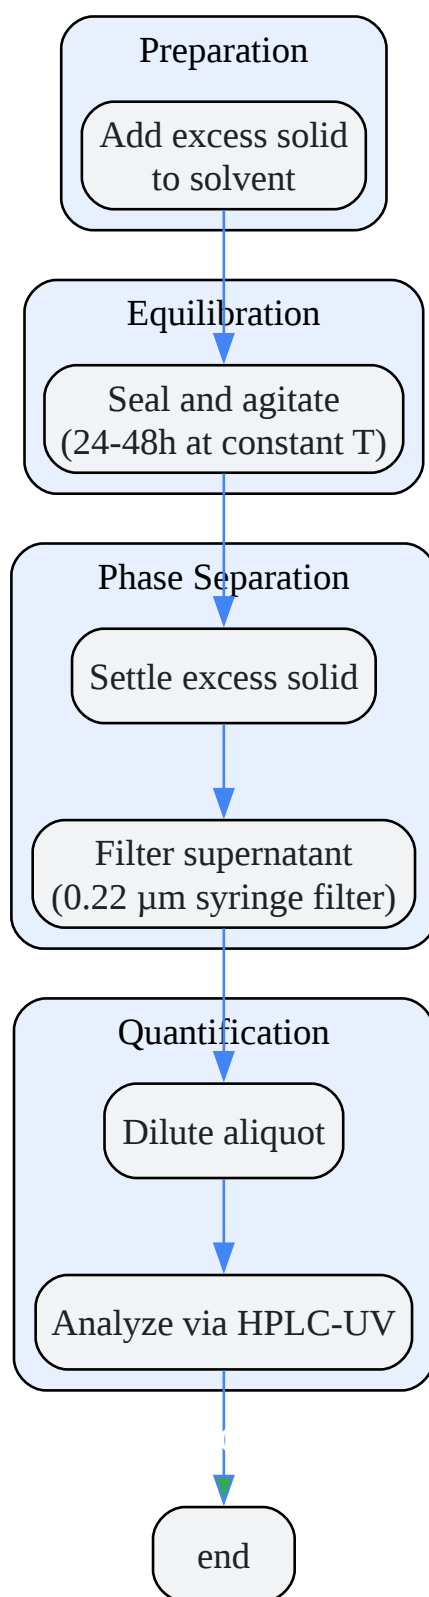 Preparation
Add excess solid
to solvent
Equilibration
Seal and agitate
(24-48h at constant T)
Phase Separation
Settle excess solid
Filter supernatant
(0.22 µm syringe filter)
Quantification
Dilute aliquot
Analyze via HPLC-UV
end